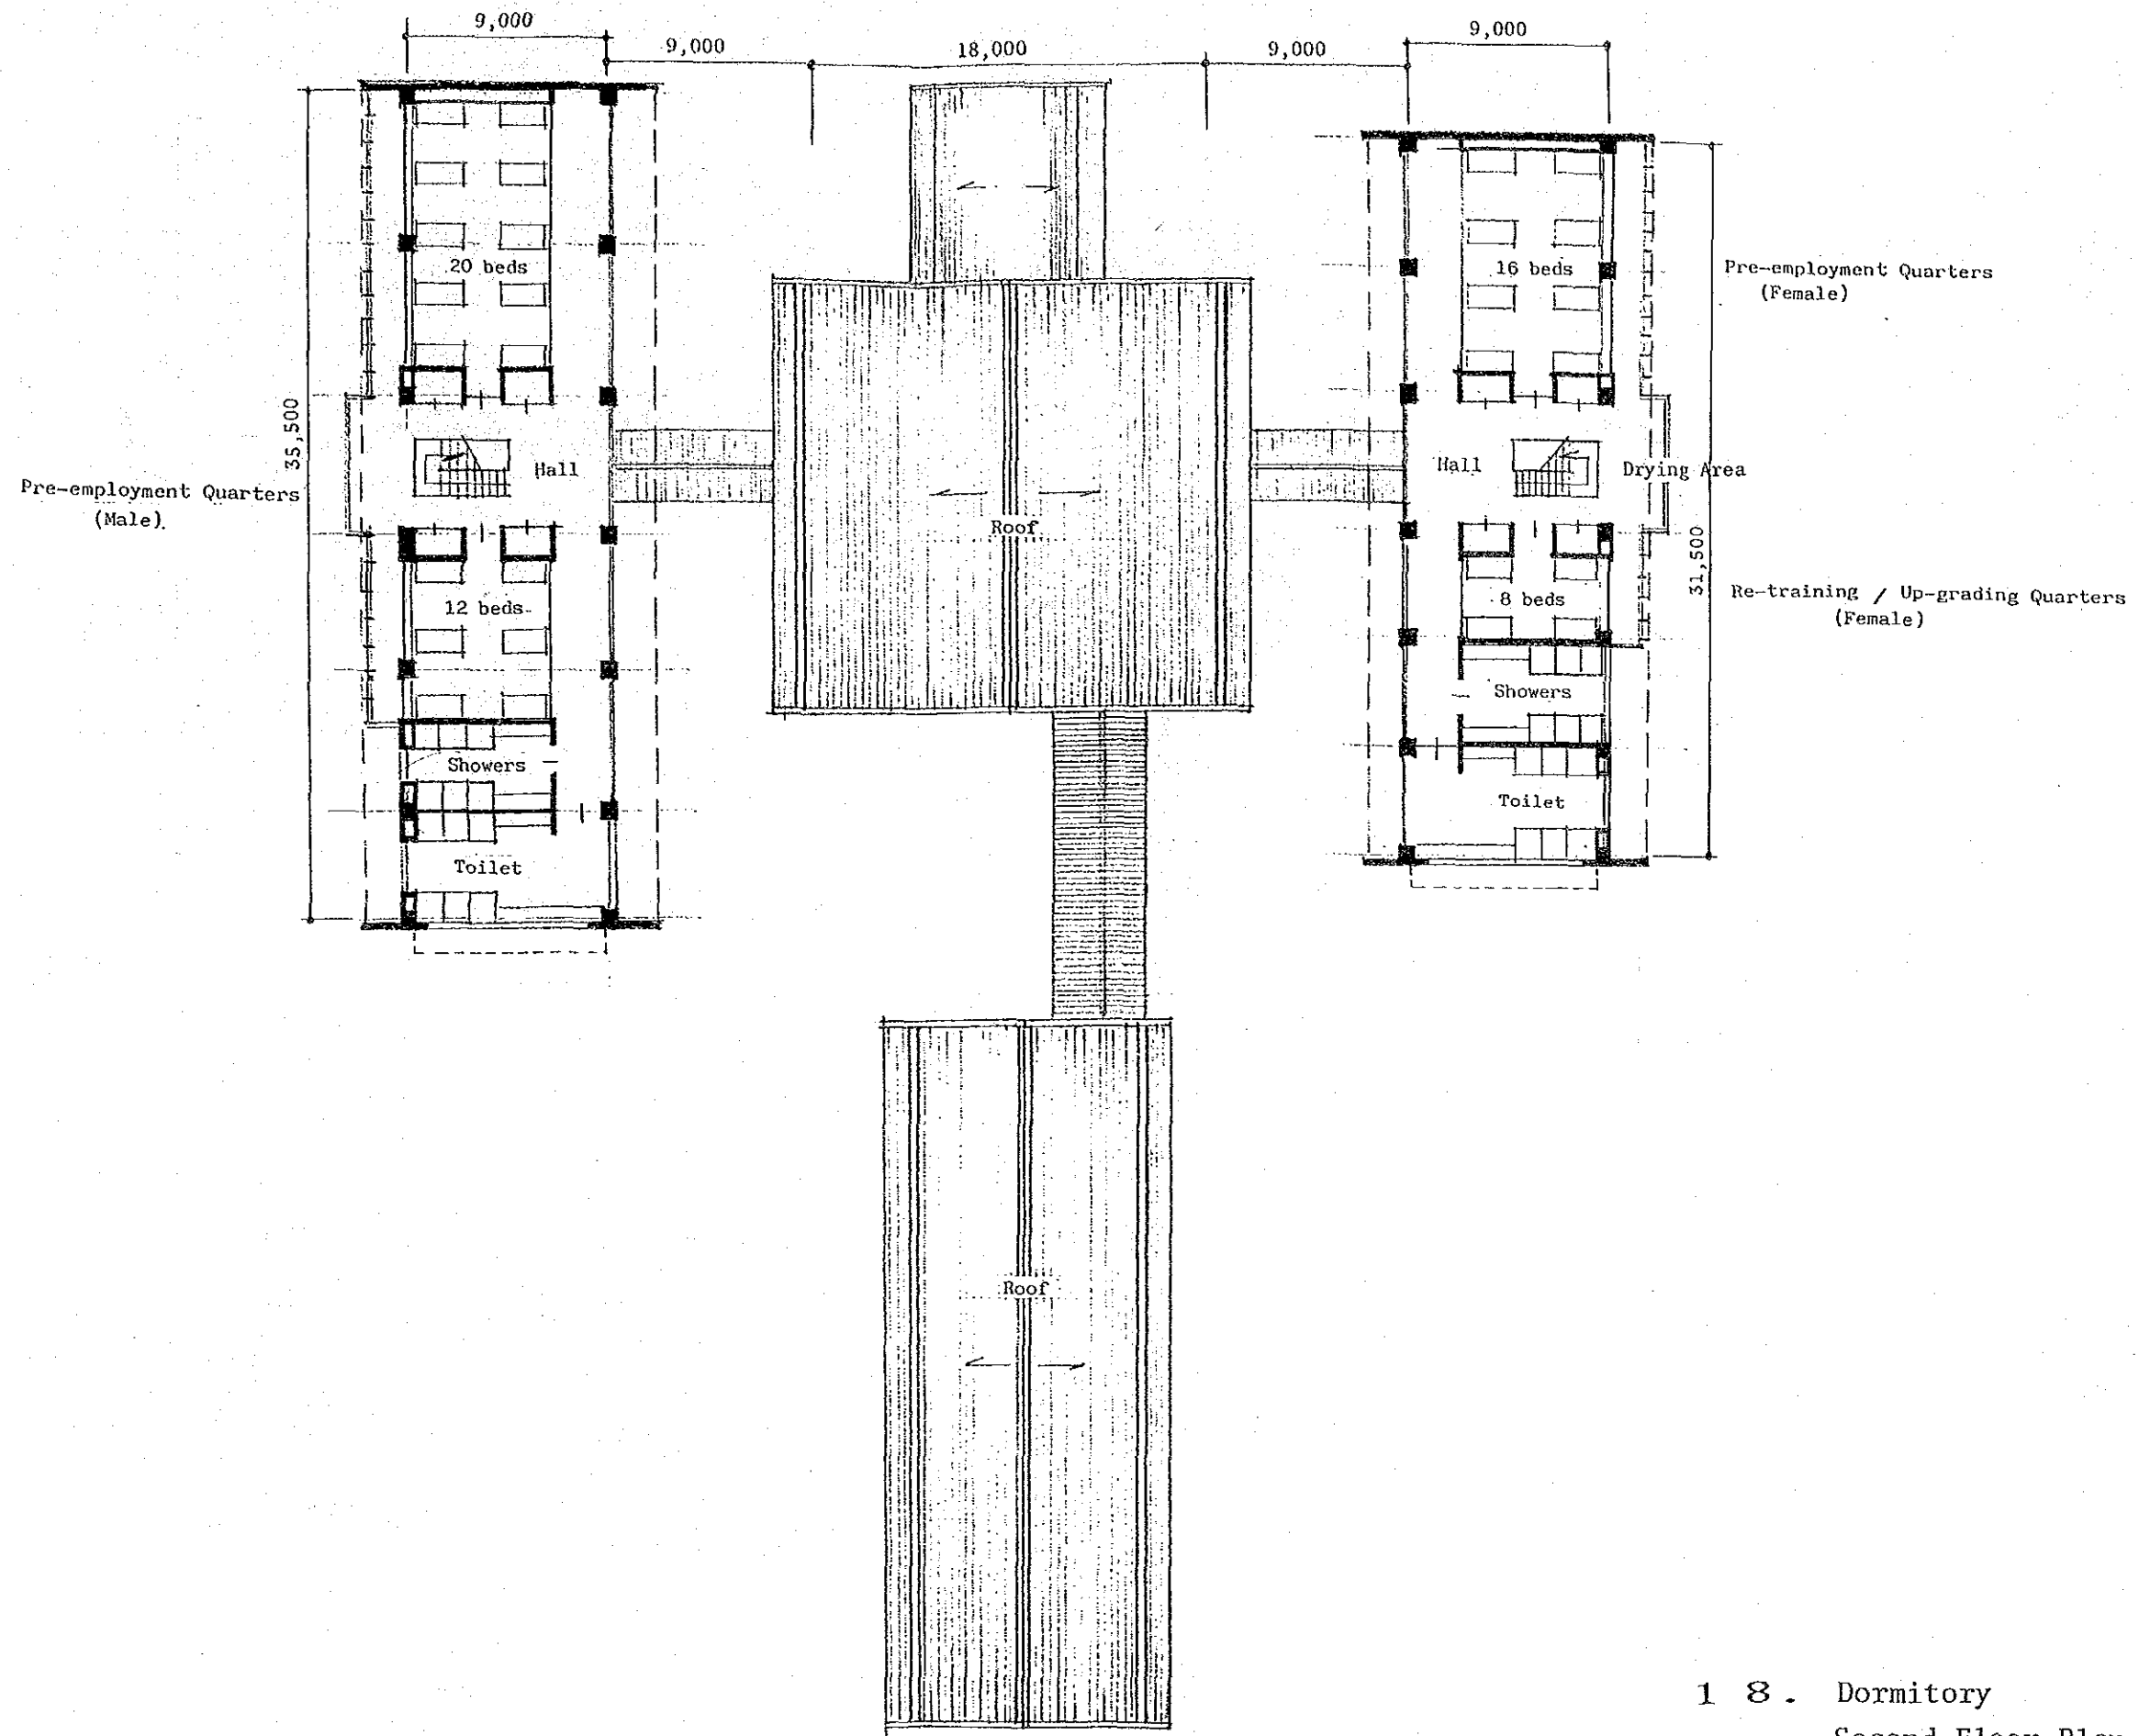 9,000
9,000
18,000
9,000
9,000
20 beds
16 beds
Pre-employment Quarters
(Female)
35,500
Hall
Hall
Drying Area
Pre-employment Quarters
(Male)
Roof
31,500
12 beds
8 beds
Re-training / Up-grading Quarters
(Female)
Showers
Showers
Toilet
Toilet
Roof
18. Dormitory